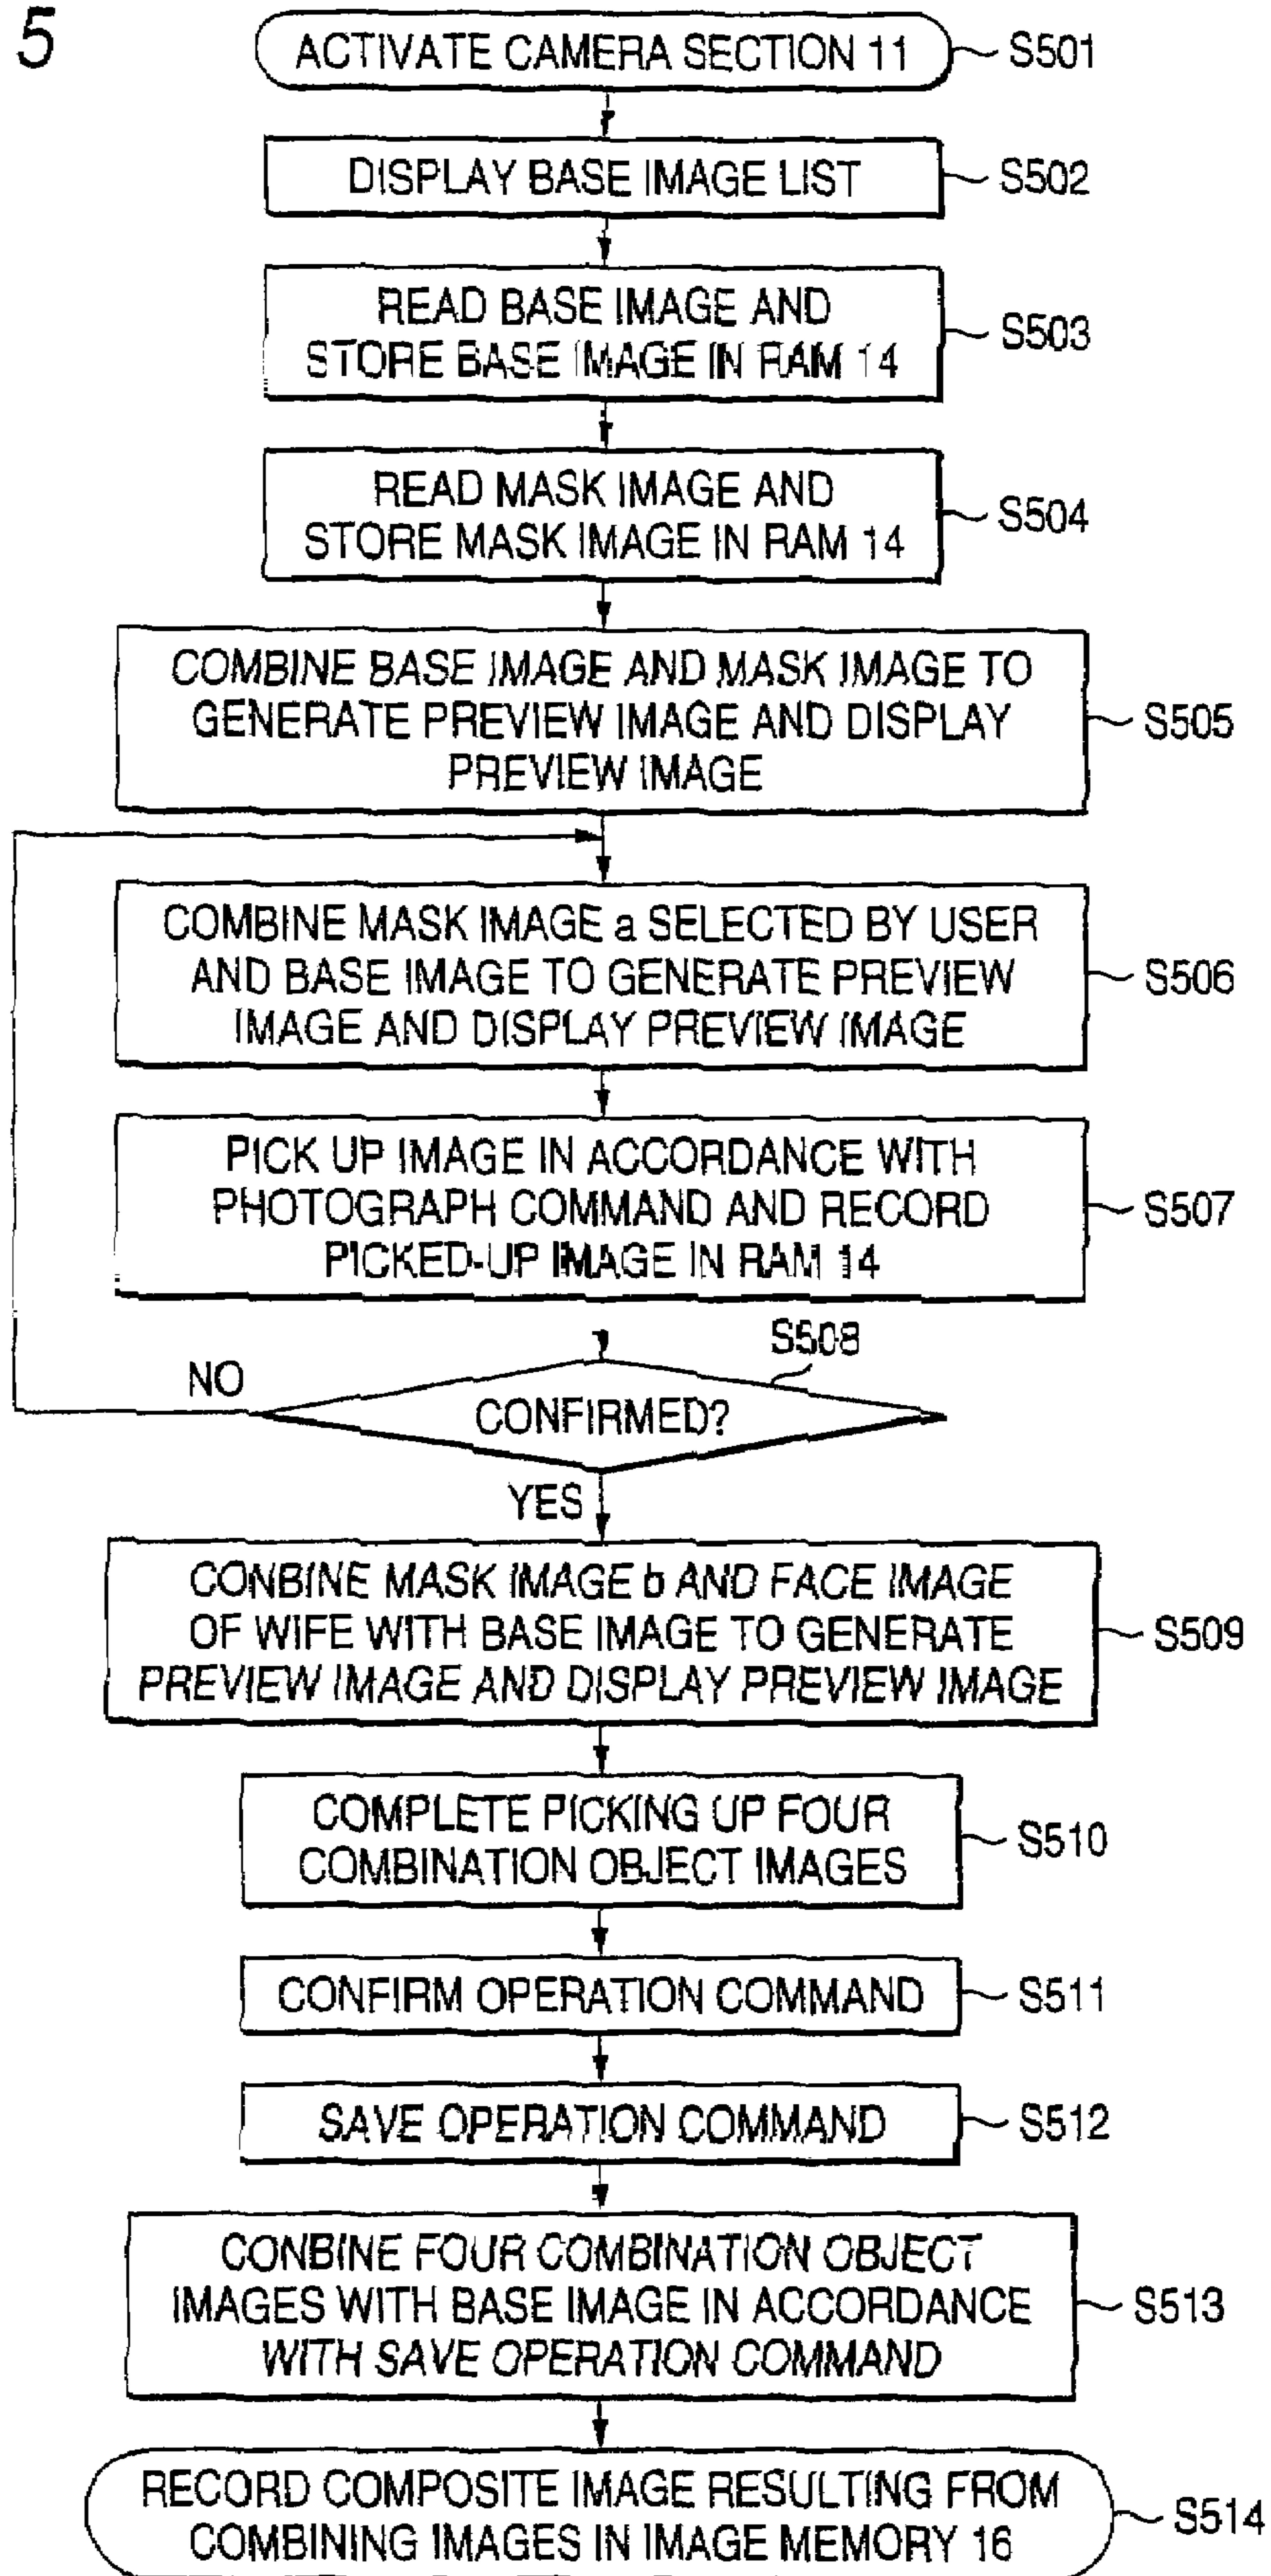 5
ACTIVATE CAMERA SECTION 11
S501
DISPLAY BASE IMAGE LIST
S502
READ BASE IMAGE AND
STORE BASE IMAGE IN RAM 14
S503
READ MASK IMAGE AND
STORE MASK IMAGE IN RAM 14
S504
COMBINE BASE IMAGE AND MASK IMAGE TO
GENERATE PREVIEW IMAGE AND DISPLAY
PREVIEW IMAGE
S505
COMBINE MASK IMAGE a SELECTED BY USER
AND BASE IMAGE TO GENERATE PREVIEW
IMAGE AND DISPLAY PREVIEW IMAGE
S506
PICK UP IMAGE IN ACCORDANCE WITH
PHOTOGRAPH COMMAND AND RECORD
PICKED-UP IMAGE IN RAM 14
S507
S508
NO
CONFIRMED?
YES
CONBINE MASK IMAGE b AND FACE IMAGE
OF WIFE WITH BASE IMAGE TO GENERATE
PREVIEW IMAGE AND DISPLAY PREVIEW IMAGE
S509
COMPLETE PICKING UP FOUR
COMBINATION OBJECT IMAGES
S510
CONFIRM OPERATION COMMAND
S511
SAVE OPERATION COMMAND
S512
CONBINE FOUR COMBINATION OBJECT
IMAGES WITH BASE IMAGE IN ACCORDANCE
WITH SAVE OPERATION COMMAND
S513
RECORD COMPOSITE IMAGE RESULTING FROM
COMBINING IMAGES IN IMAGE MEMORY 16
S514